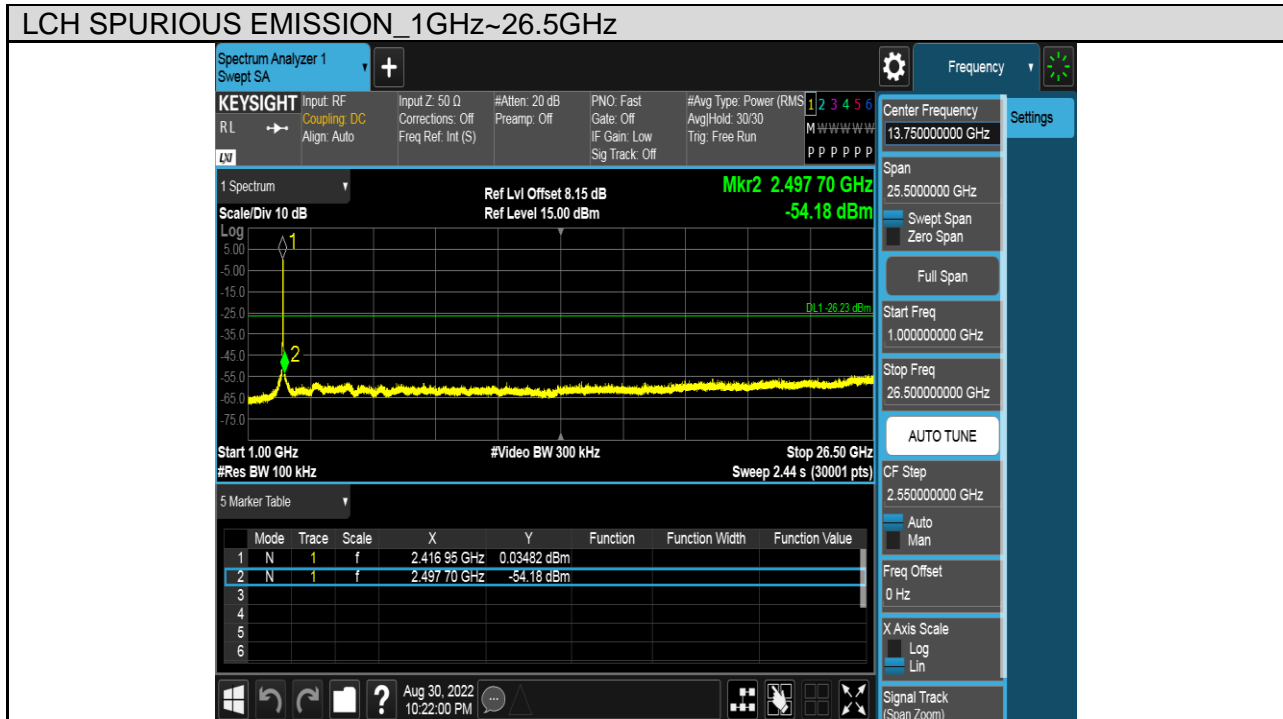 LCH SPURIOUS EMISSION_1GHz~26.5GHz
Spectrum Analyzer 1
Swept SA
+
Frequency
KEYSIGHT Input: RF Input Z: 50 Ω #Atten: 20 dB PNO: Fast #Avg Type: Power (RMS 1 2 3 4 5 6
RL Coupling: DC Corrections: Off Preamp: Off Gate: Off Avg|Hold: 30/30 M W W W W W
Align: Auto Freq Ref: Int (S) IF Gain: Low Trig: Free Run
LXI Sig Track: Off P P P P P P
Center Frequency
13.750000000 GHz
Settings
1 Spectrum
Ref Lvl Offset 8.15 dB
Mkr2 2.497 70 GHz
Scale/Div 10 dB
Ref Level 15.00 dBm
-54.18 dBm
Log
5.00
-5.00
-15.0
-25.0
-35.0
-45.0
-55.0
-65.0
-75.0
1
2
DL1 -26.23 dBm
Start 1.00 GHz #Video BW 300 kHz Stop 26.50 GHz
#Res BW 100 kHz Sweep 2.44 s (30001 pts)
Span
25.5000000 GHz
Swept Span
Zero Span
Full Span
Start Freq
1.000000000 GHz
Stop Freq
26.500000000 GHz
AUTO TUNE
CF Step
2.550000000 GHz
Auto
Man
Freq Offset
0 Hz
X Axis Scale
Log
Lin
Signal Track
(Span Zoom)
5 Marker Table
Mode Trace Scale X Y Function Function Width Function Value
1 N 1 f 2.416 95 GHz 0.03482 dBm
2 N 1 f 2.497 70 GHz -54.18 dBm
3
4
5
6
?
Aug 30, 2022
10:22:00 PM